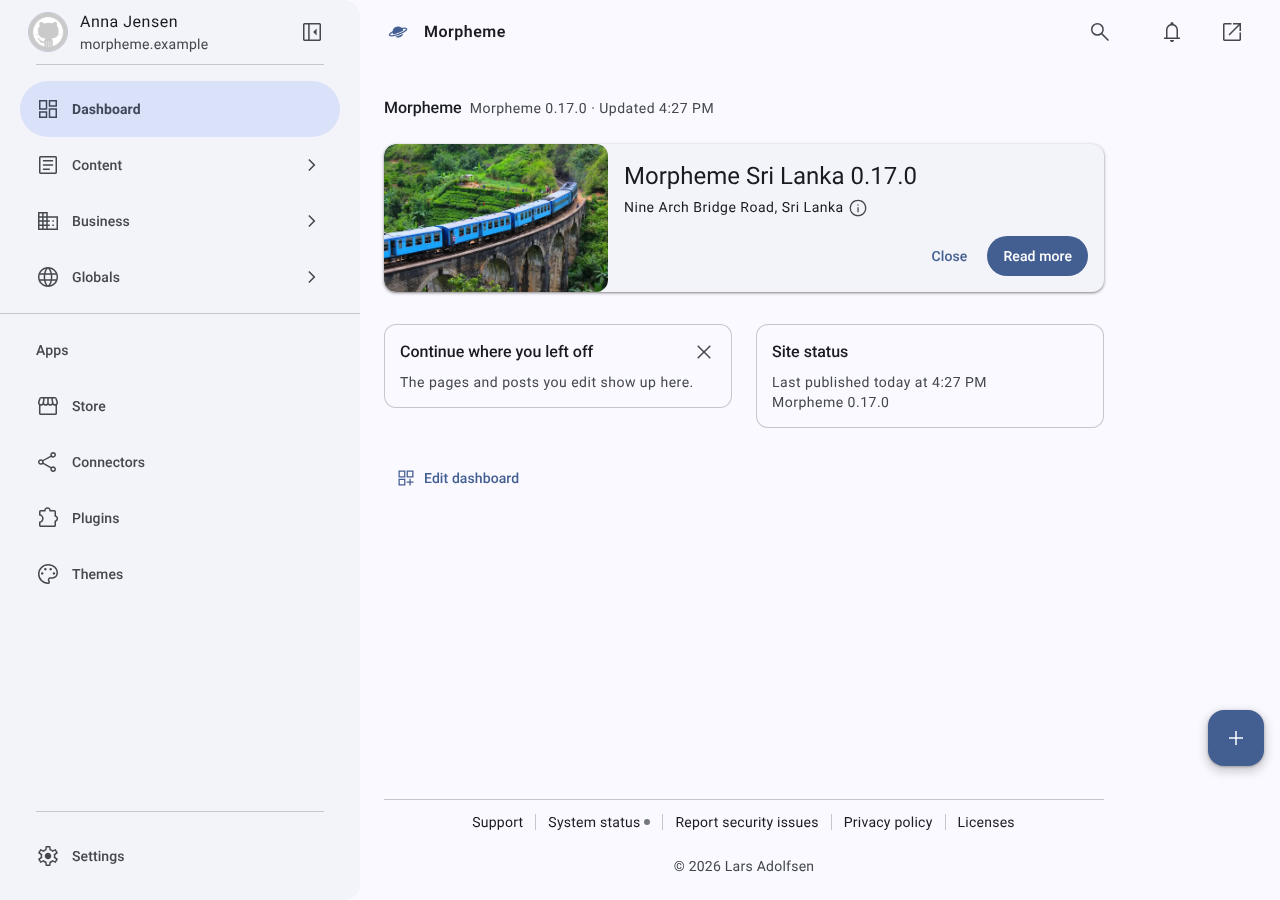 Anna Jensen
morpheme.example
Dashboard
Content
Business
Globals
Apps
Store
Connectors
Plugins
Themes
Settings
Morpheme
Morpheme Morpheme 0.17.0 · Updated 4:27 PM
Morpheme Sri Lanka 0.17.0
Nine Arch Bridge Road, Sri Lanka
Close Read more
Continue where you left off
The pages and posts you edit show up here.
Site status
Last published today at 4:27 PM
Morpheme 0.17.0
Edit dashboard
Support System status Report security issues Privacy policy Licenses
© 2026 Lars Adolfsen